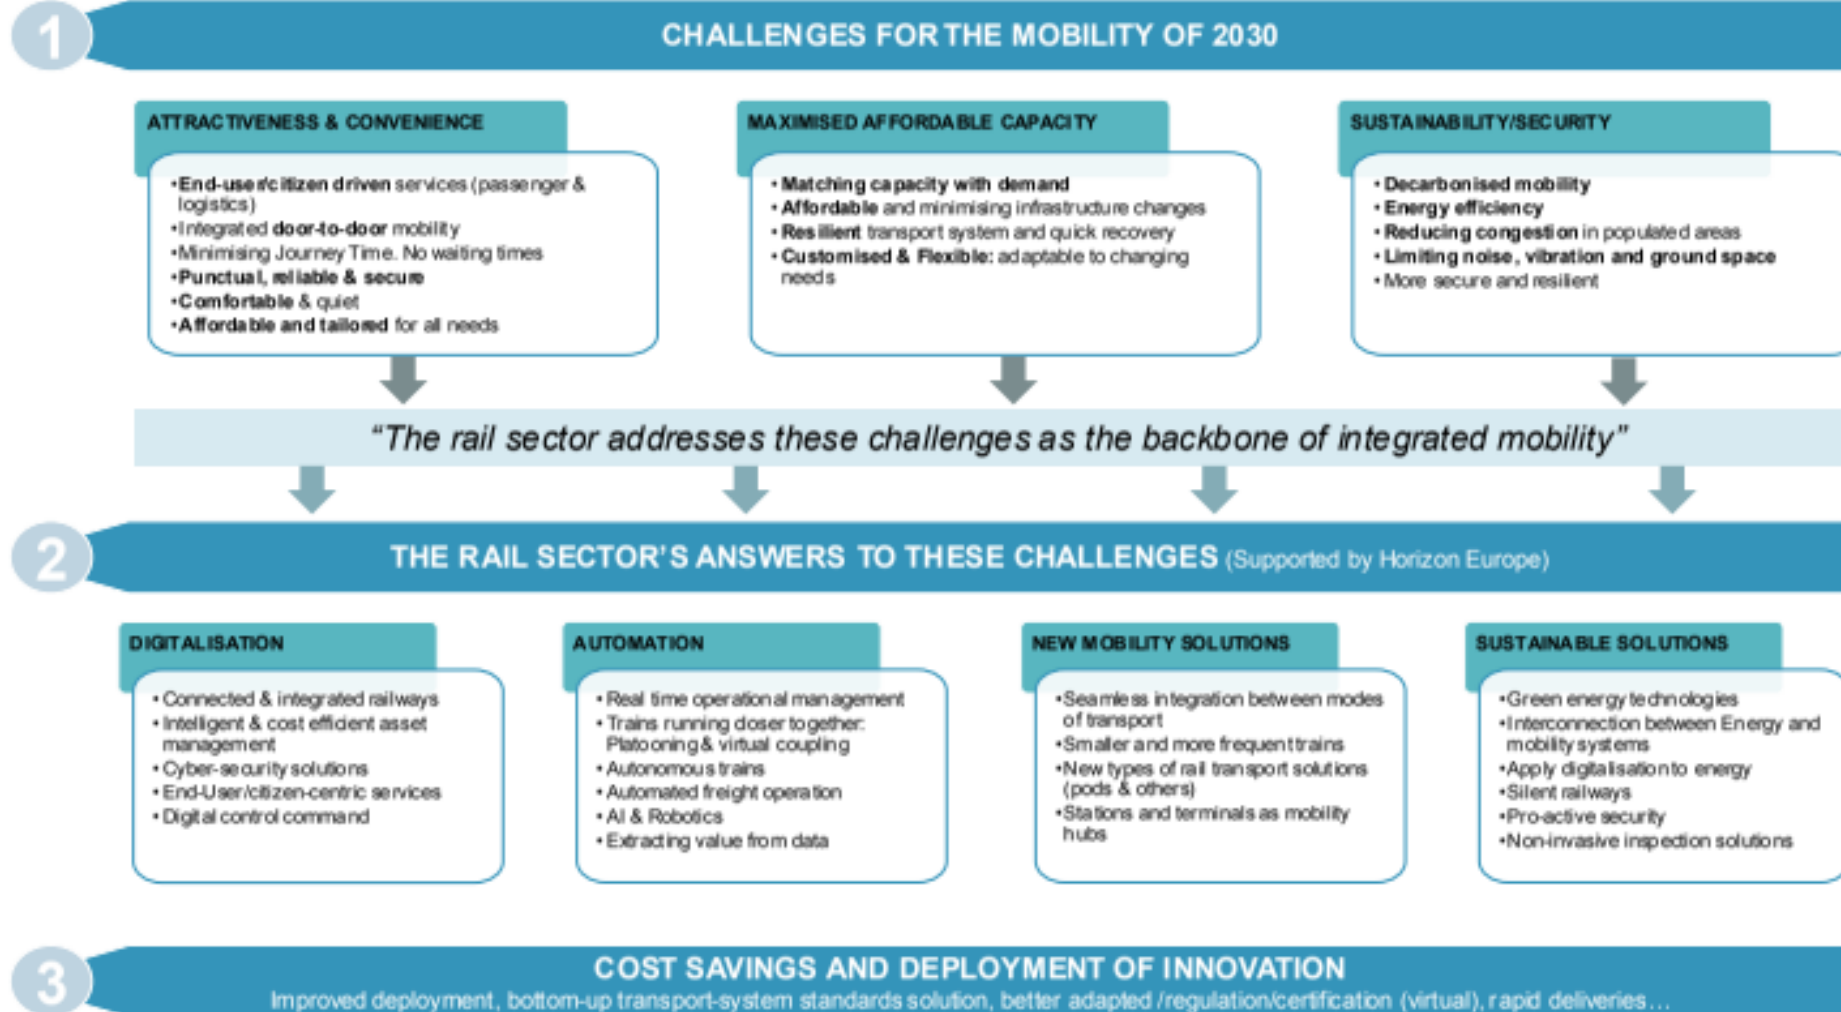 1
CHALLENGES FOR THE MOBILITY OF 2030
ATTRACTIVENESS & CONVENIENCE
•End-user/citizen driven services (passenger &
logistics)
•Integrated door-to-door mobility
•Minimising Journey Time. No waiting times
•Punctual, reliable & secure
•Comfortable & quiet
•Affordable and tailored for all needs
MAXIMISED AFFORDABLE CAPACITY
• Matching capacity with demand
• Affordable and minimising infrastructure changes
• Resilient transport system and quick recovery
• Customised & Flexible: adaptable to changing
needs
SUSTAINABILITY/SECURITY
• Decarbonised mobility
• Energy efficiency
• Reducing congestion in populated areas
• Limiting noise, vibration and ground space
• More secure and resilient
“The rail sector addresses these challenges as the backbone of integrated mobility”
2
THE RAIL SECTOR’S ANSWERS TO THESE CHALLENGES (Supported by Horizon Europe)
DIGITALISATION
• Connected & integrated railways
• Intelligent & cost efficient asset
management
• Cyber-security solutions
• End-User/citizen-centric services
• Digital control command
AUTOMATION
• Real time operational management
• Trains running closer together:
Platooning & virtual coupling
• Autonomous trains
• Automated freight operation
• AI & Robotics
• Extracting value from data
NEW MOBILITY SOLUTIONS
•Seamless integration between modes
of transport
•Smaller and more frequent trains
•New types of rail transport solutions
(pods & others)
•Stations and terminals as mobility
hubs
SUSTAINABLE SOLUTIONS
•Green energy technologies
•Interconnection between Energy and
mobility systems
•Apply digitalisation to energy
•Silent railways
•Pro-active security
•Non-invasive inspection solutions
3
COST SAVINGS AND DEPLOYMENT OF INNOVATION
Improved deployment, bottom-up transport-system standards solution, better adapted /regulation/certification (virtual), rapid deliveries…